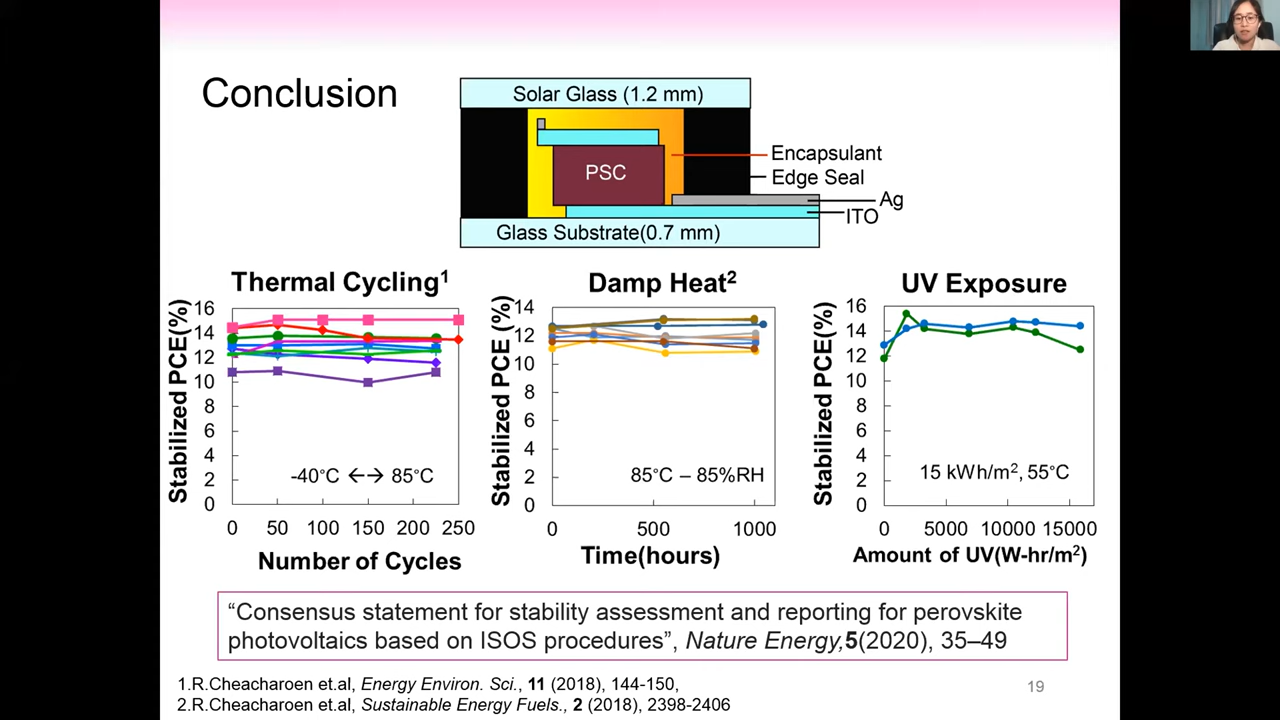 Conclusion
Solar Glass (1.2 mm)
PSC
Encapsulant
Edge Seal
Ag
ITO
Glass Substrate(0.7 mm)
Thermal Cycling1
Stabilized PCE(%)
16
14
12
10
8
6
4
2
0
-40°C ←→ 85°C
0 50 100 150 200 250
Number of Cycles
Damp Heat2
Stabilized PCE (%)
14
12
10
8
6
4
2
0
85°C – 85%RH
0 500 1000
Time(hours)
UV Exposure
Stabilized PCE(%)
16
14
12
10
8
6
4
2
0
15 kWh/m2, 55°C
0 5000 10000 15000
Amount of UV(W-hr/m2)
“Consensus statement for stability assessment and reporting for perovskite
photovoltaics based on ISOS procedures”, Nature Energy,5(2020), 35–49
1.R.Cheacharoen et.al, Energy Environ. Sci., 11 (2018), 144-150,
2.R.Cheacharoen et.al, Sustainable Energy Fuels., 2 (2018), 2398-2406
19